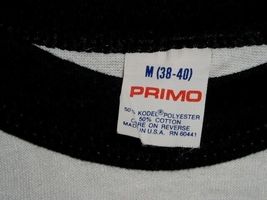 M (38-40)
PRIMO
50% KODEL® POLYESTER
50% COTTON
MADE ON REVERSE
IN U.S.A. RN 60441